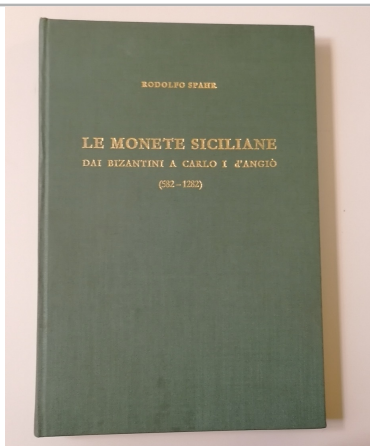 RODOLFO SPAHR
LE MONETE SICILIANE
DAI BIZANTINI A CARLO I d'ANGIÒ
(582-1282)